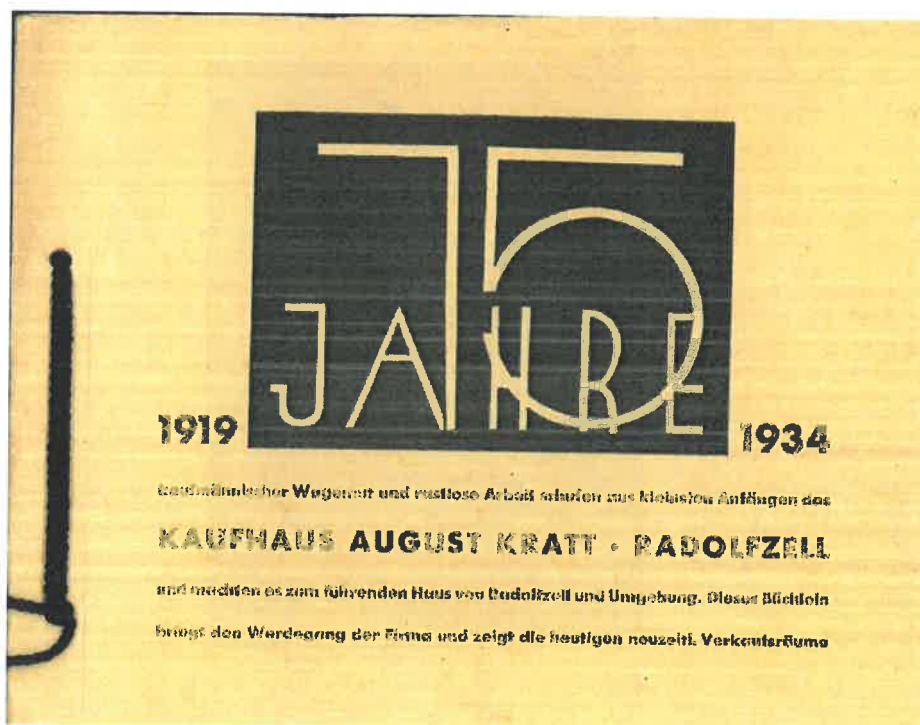 15
JAHRE
1919 1934
kaufmännischer Wagemut und rastlose Arbeit schufen aus kleinsten Anfängen das
KAUFHAUS AUGUST KRATT · RADOLFZELL
und machten es zum führenden Haus von Radolfzell und Umgebung. Dieses Büchlein
bringt den Werdegang der Firma und zeigt die heutigen neuzeitl. Verkaufsräume